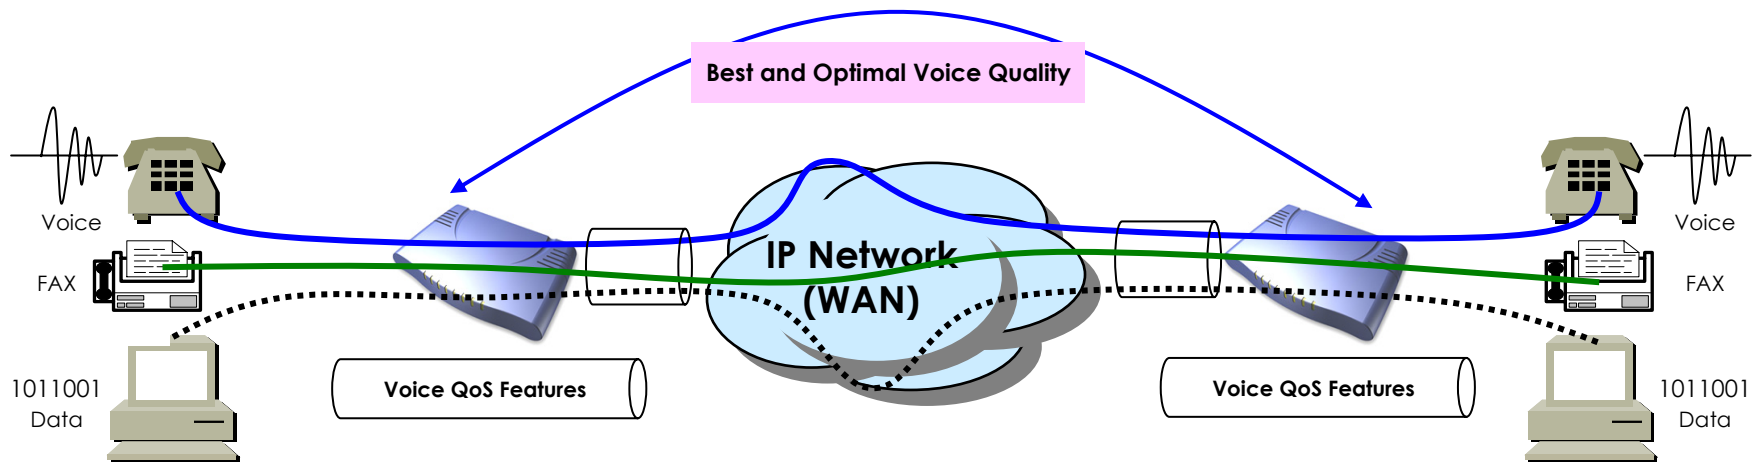 Best and Optimal Voice Quality
Voice
Voice
IP Network
(WAN)
FAX
FAX
Voice QoS Features
Voice QoS Features
1011001
Data
1011001
Data